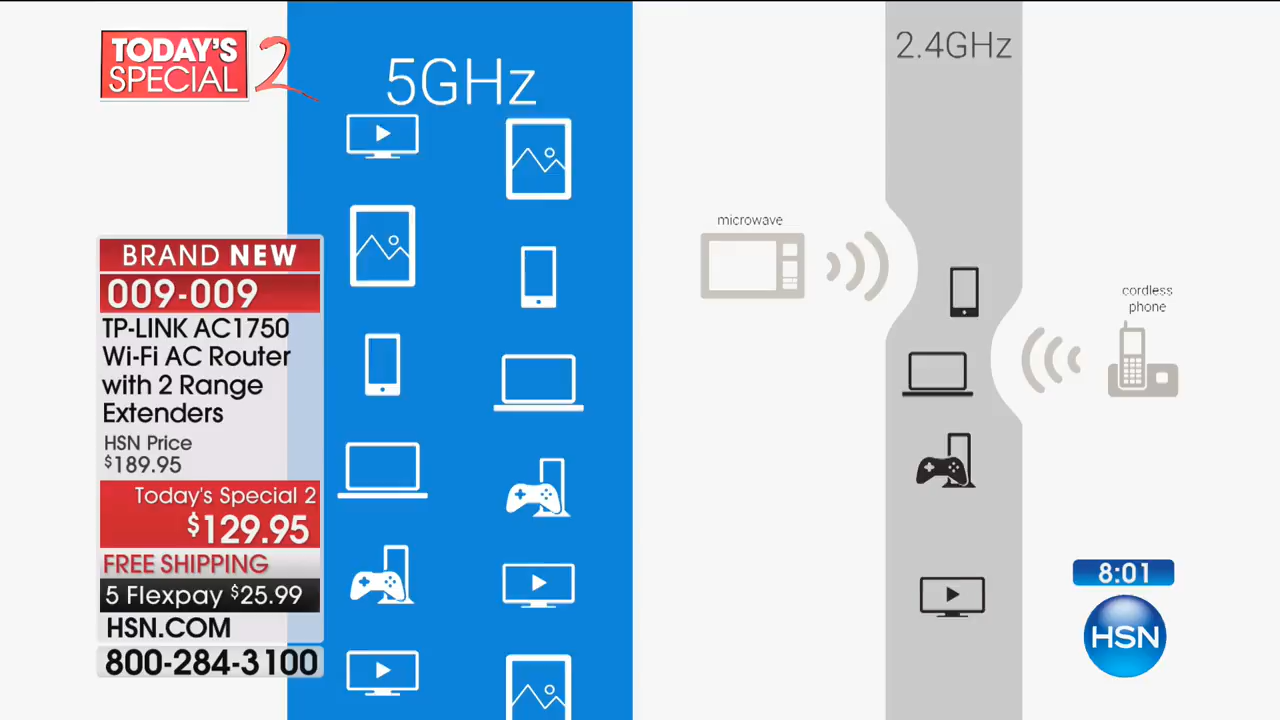 TODAY'S
SPECIAL 2
5GHz
2.4GHz
microwave
cordless
phone
BRAND NEW
009-009
TP-LINK AC1750
Wi-Fi AC Router
with 2 Range
Extenders
HSN Price
$189.95
Today's Special 2
$129.95
FREE SHIPPING
5 Flexpay $25.99
HSN.COM
800-284-3100
8:01
HSN